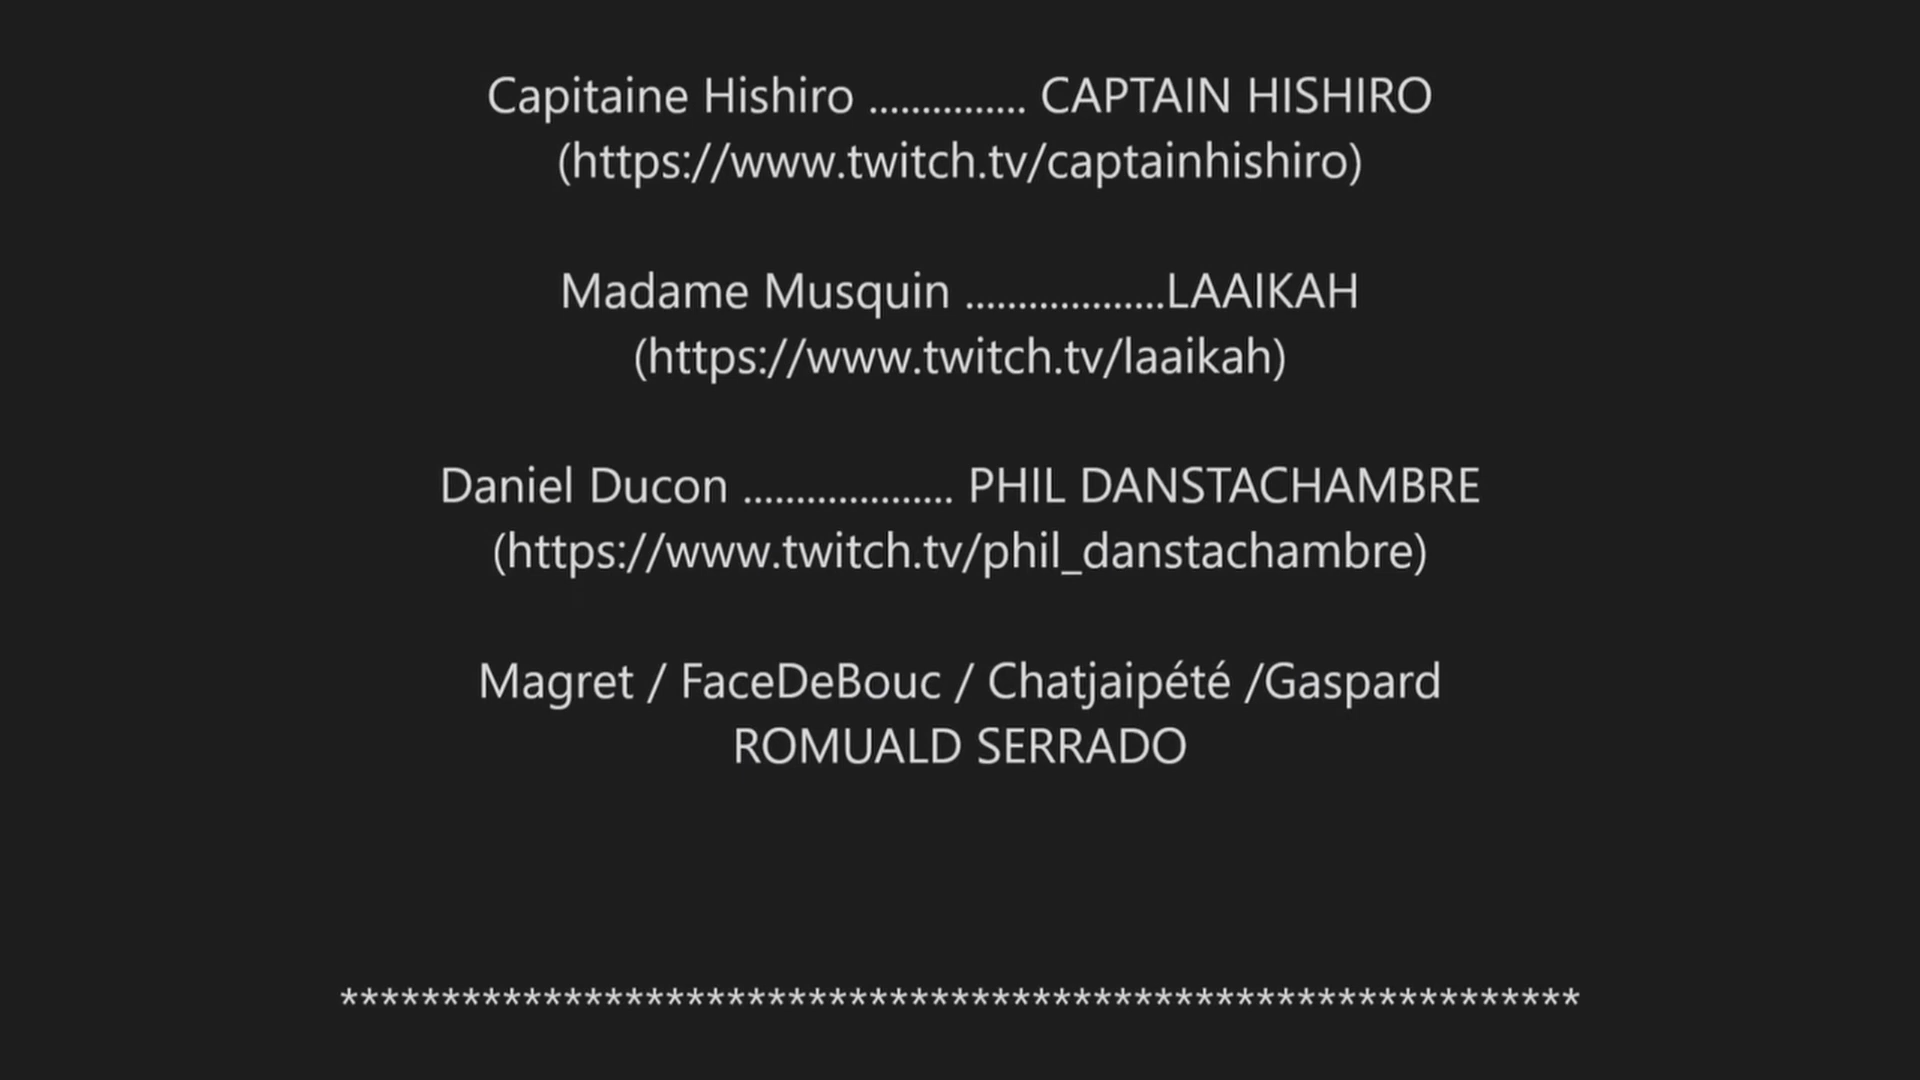 Capitaine Hishiro ............... CAPTAIN HISHIRO
(https://www.twitch.tv/captainhishiro)
Madame Musquin ...................LAAIKAH
(https://www.twitch.tv/laaikah)
Daniel Ducon .................... PHIL DANSTACHAMBRE
(https://www.twitch.tv/phil_danstachambre)
Magret / FaceDeBouc / Chatjaipété /Gaspard
ROMUALD SERRADO
*************************************************************